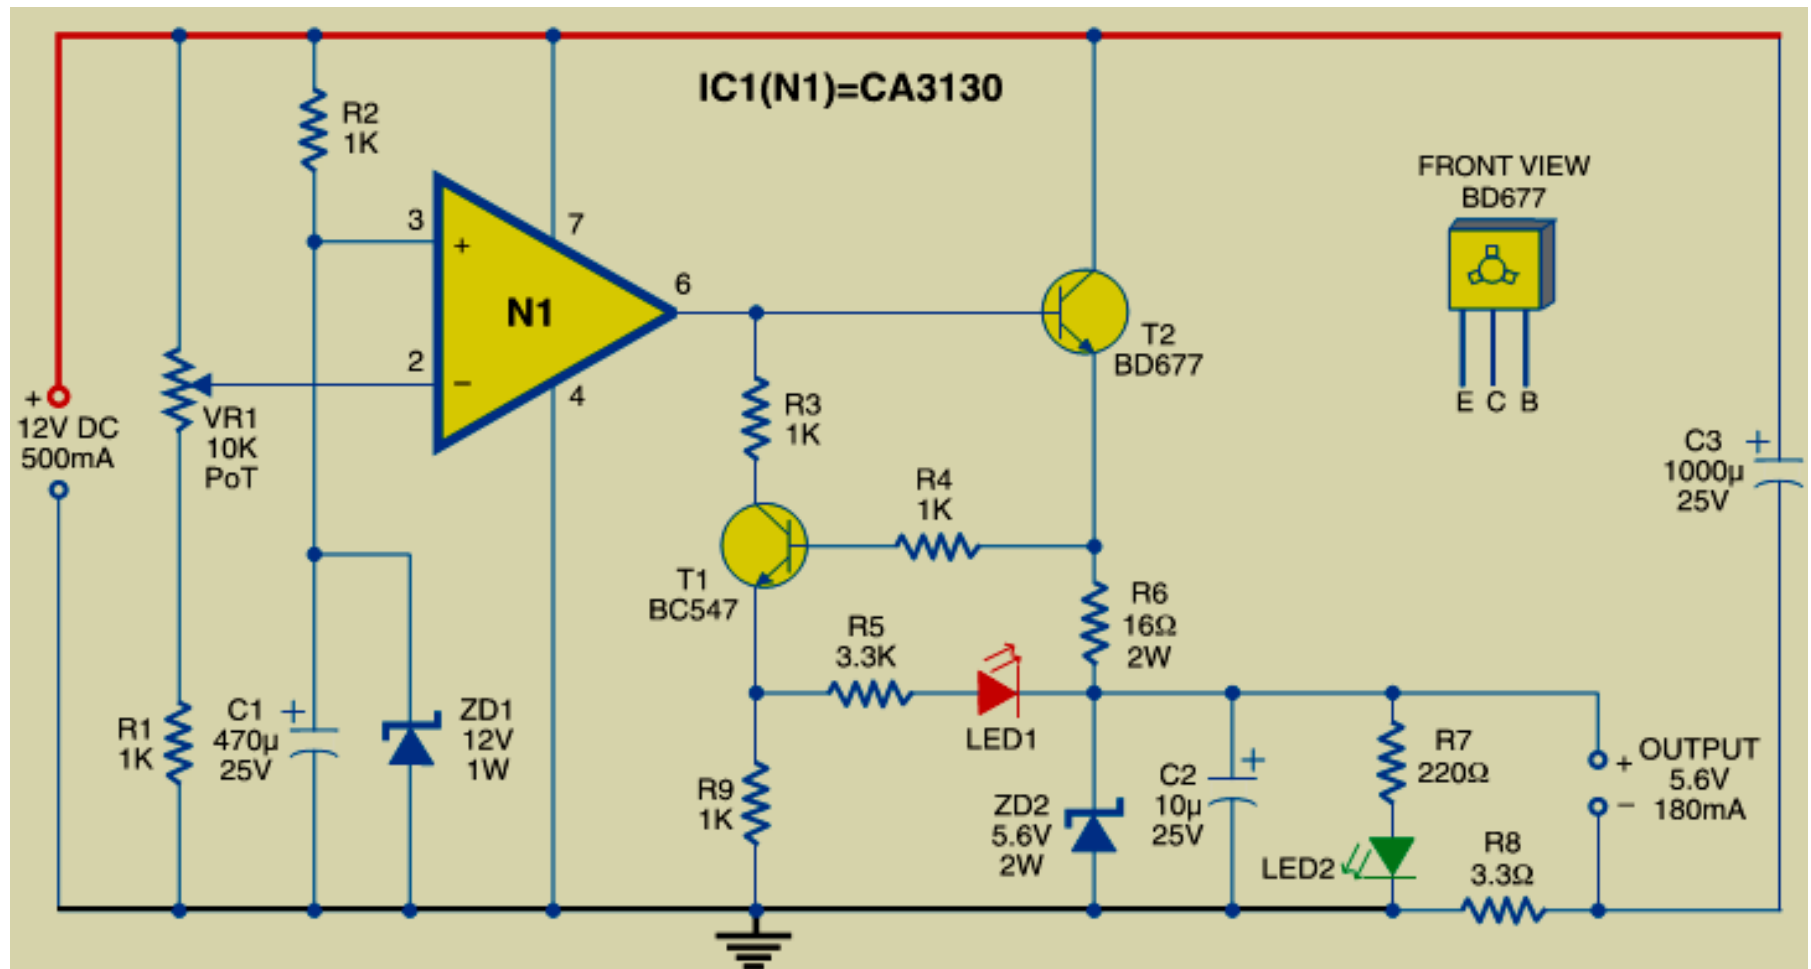 IC1(N1)=CA3130
R2
1K
FRONT VIEW
BD677
E C B
3
+
7
N1
6
2
−
4
T2
BD677
+
12V DC
500mA
VR1
10K
PoT
R3
1K
R4
1K
C3
+
1000µ
25V
T1
BC547
R5
3.3K
R6
16Ω
2W
LED1
R1
1K
C1
+
470µ
25V
ZD1
12V
1W
R9
1K
ZD2
5.6V
2W
C2
+
10µ
25V
R7
220Ω
LED2
R8
3.3Ω
+
−
OUTPUT
5.6V
180mA